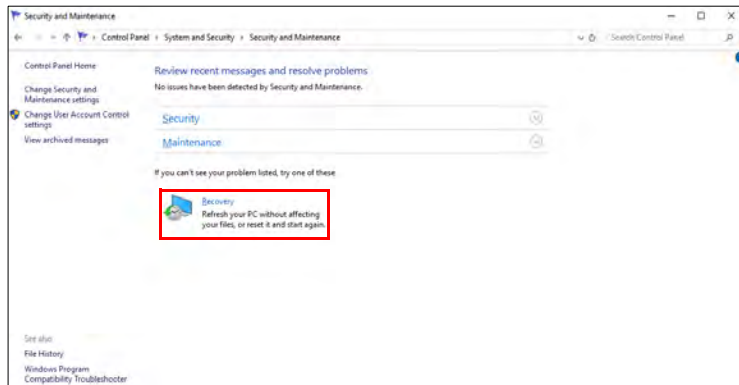 Security and Maintenance
Control Panel › System and Security › Security and Maintenance
Search Control Panel
Control Panel Home
Change Security and
Maintenance settings
Change User Account Control
settings
View archived messages
Review recent messages and resolve problems
No issues have been detected by Security and Maintenance.
Security
Maintenance
If you can't see your problem listed, try one of these
Recovery
Refresh your PC without affecting
your files, or reset it and start again.
See also
File History
Windows Program
Compatibility Troubleshooter